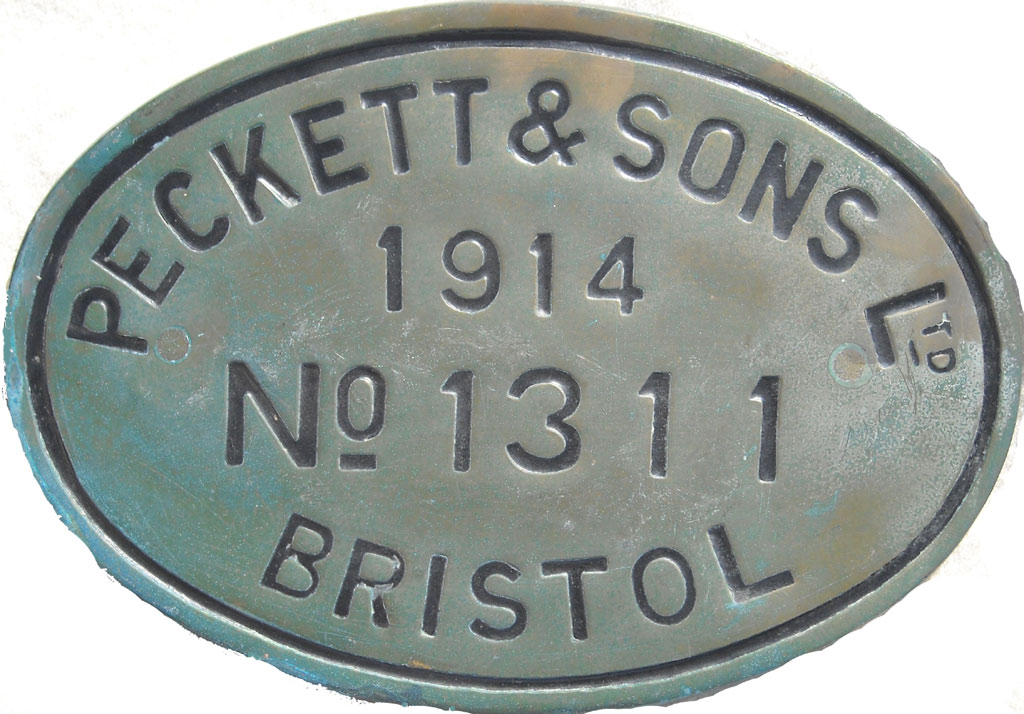 PECKETT & SONS LTD
1914
No 1311
BRISTOL